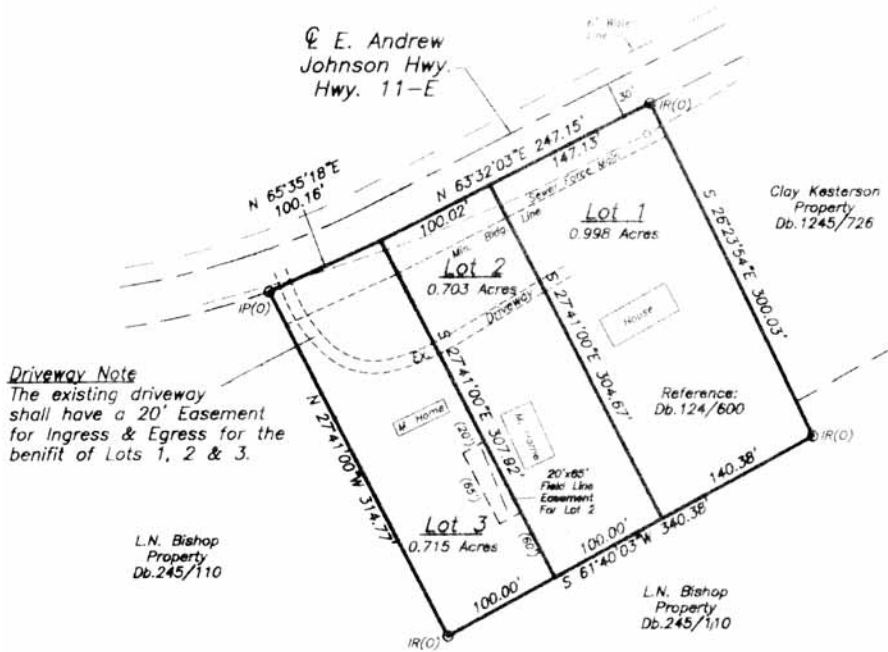 ℄ E. Andrew
Johnson Hwy.
Hwy. 11-E
6" Water
Line
30'
IR(O)
N 65°35'18"E
100.16'
N 63°32'03"E 247.15'
147.13'
100.02'
Sewer Force Main
Min. Bldg. Line
Lot 1
0.998 Acres
Clay Kesterson
Property
Db.1245/726
S 26°23'54"E 300.03'
Lot 2
0.703 Acres
IP(O)
Ex. Driveway
S 27°41'00"E 304.67'
House
Driveway Note
The existing driveway
shall have a 20' Easement
for Ingress & Egress for the
benifit of Lots 1, 2 & 3.
S 27°41'00"E 307.92'
N 27°41'00"W 314.77'
M. Home
M. Home
Reference:
Db.124/600
IR(O)
(20')
(65')
20'x65'
Field Line
Easement
For Lot 2
(60')
140.38'
Lot 3
0.715 Acres
100.00'
S 61°40'03"W 340.38'
100.00'
L.N. Bishop
Property
Db.245/110
L.N. Bishop
Property
Db.245/110
IR(O)